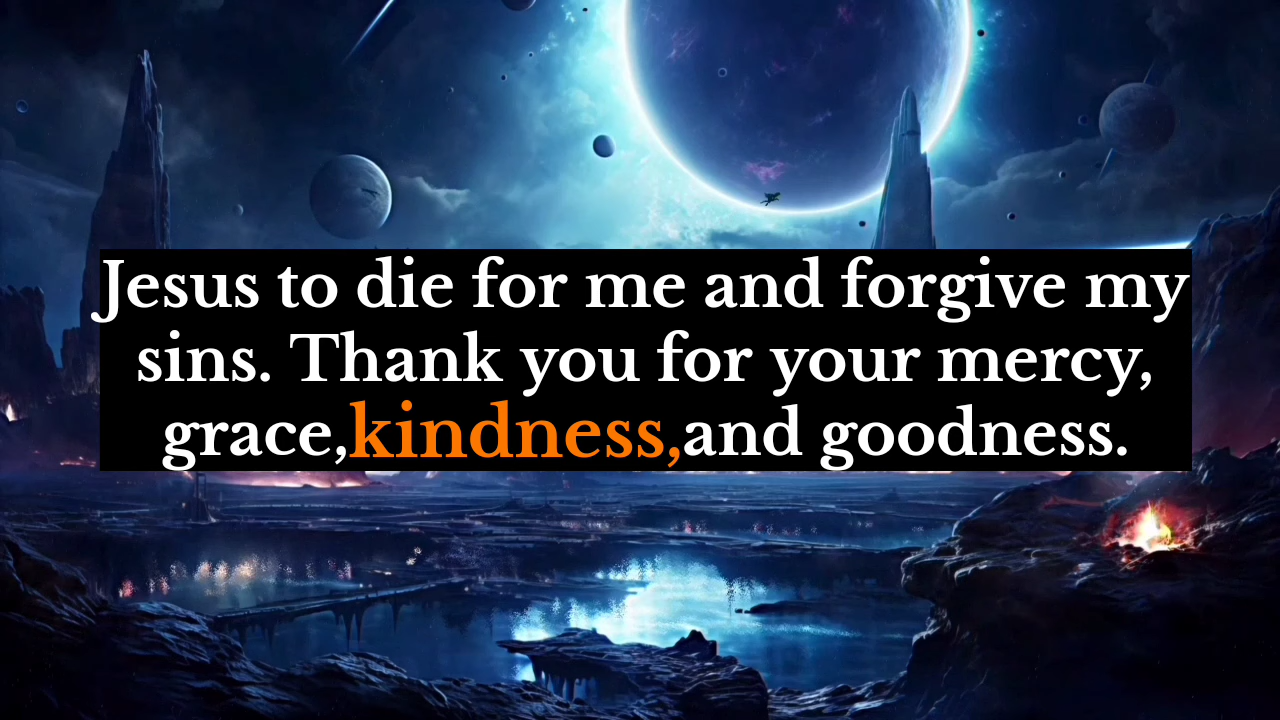 Jesus to die for me and forgive my
sins. Thank you for your mercy,
grace,kindness,and goodness.